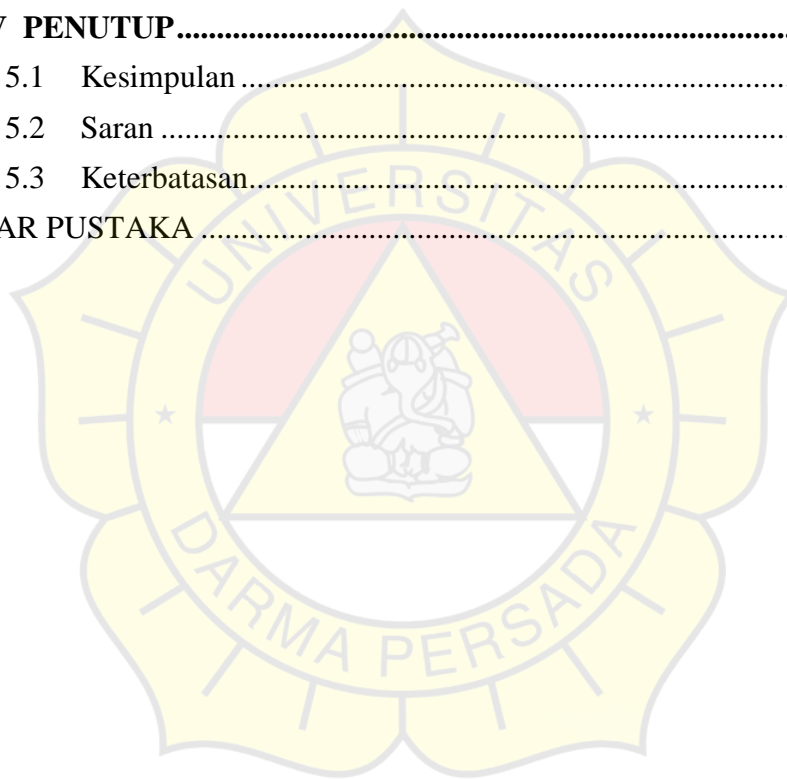 V PENUTUP..............................................................................
5.1 Kesimpulan ....................................................................
5.2 Saran ..............................................................................
5.3 Keterbatasan...................................................................
AR PUSTAKA .........................................................................
UNIVERSITAS
DARMA PERSADA